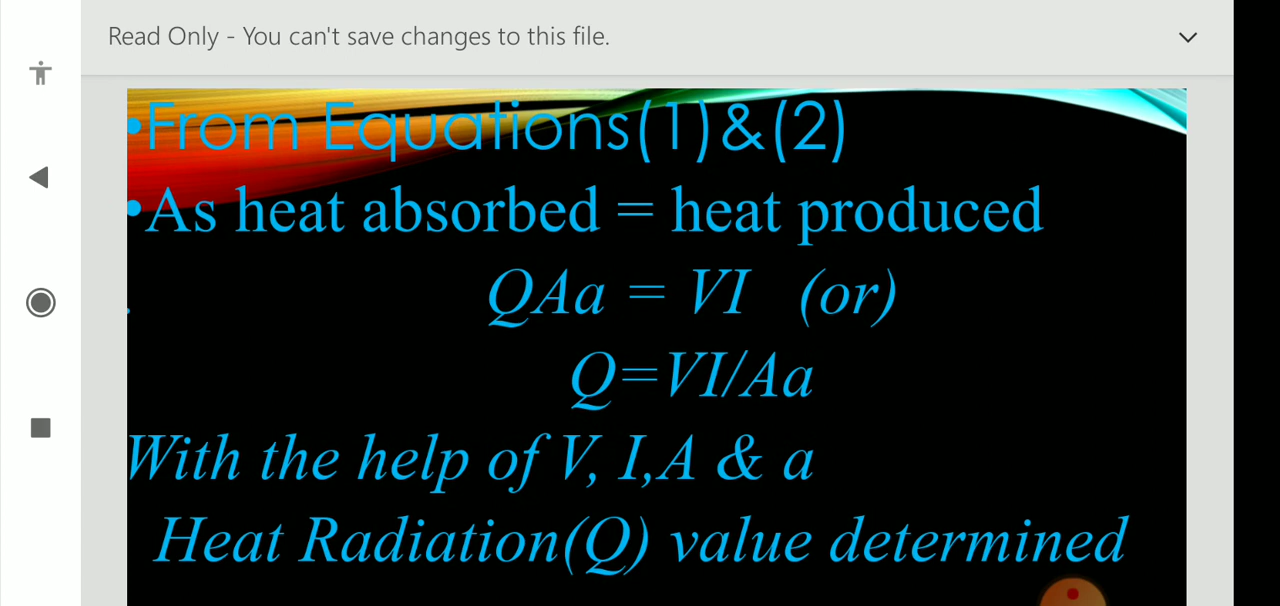 Read Only - You can't save changes to this file.
•From Equations(1)&(2)
•As heat absorbed = heat produced
QAa = VI (or)
Q=VI/Aa
With the help of V, I,A & a
Heat Radiation(Q) value determined